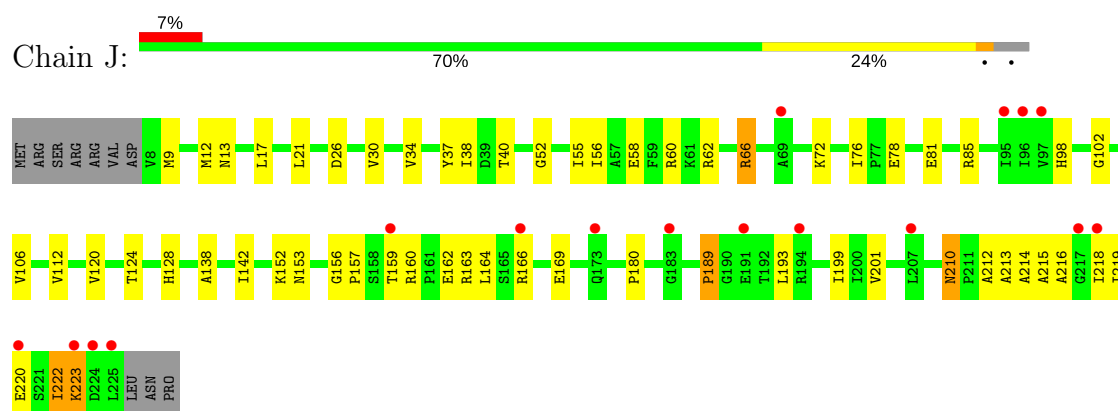 7%
Chain J:
70% 24% • •
MET ARG SER ARG ARG VAL ASP V8 M9 M12 N13 L17 L21 D26 V30 V34 Y37 I38 D39 T40 G52 I55 I56 A57 E58 F59 R60 K61 R62 R66 A69 K72 I76 P77 E78 E81 R85 I95 I96 V97 H98 G102
V106 V112 V120 T124 H128 A138 I142 K152 N153 G156 P157 S158 T159 R160 P161 E162 R163 L164 S165 R166 E169 Q173 P180 G183 P189 G190 E191 T192 L193 R194 I199 I200 V201 L207 N210 P211 A212 A213 A214 A215 A216 G217 I218
E220 S221 I222 K223 D224 L225 LEU ASN PRO